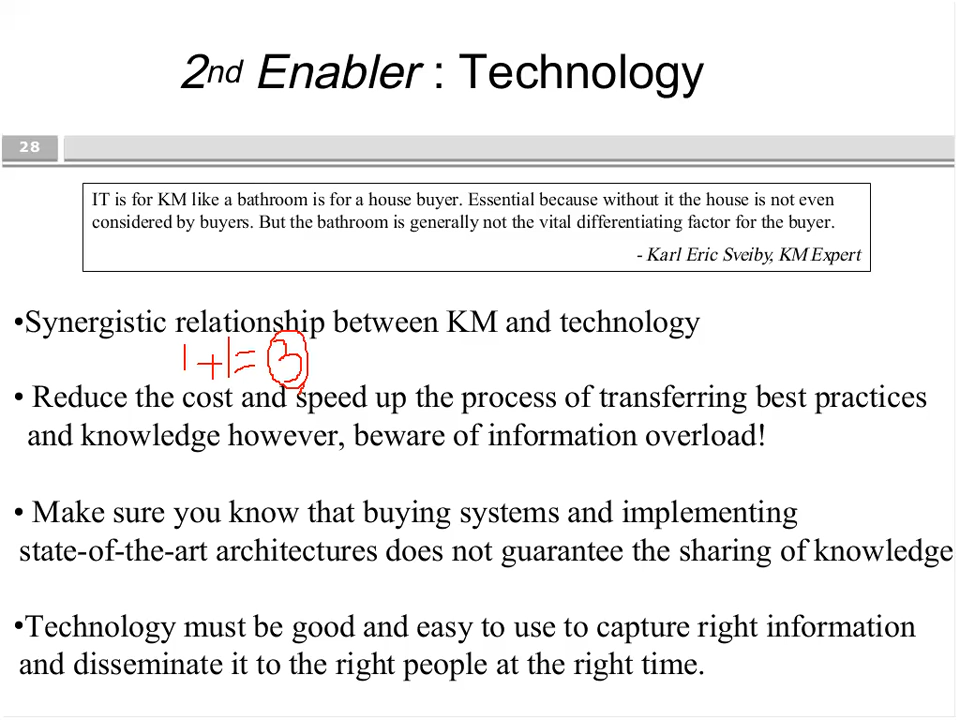 2nd Enabler : Technology
28
IT is for KM like a bathroom is for a house buyer. Essential because without it the house is not even
considered by buyers. But the bathroom is generally not the vital differentiating factor for the buyer.
- Karl Eric Sveiby, KM Expert
•Synergistic relationship between KM and technology
1+1=3
• Reduce the cost and speed up the process of transferring best practices
and knowledge however, beware of information overload!
• Make sure you know that buying systems and implementing
state-of-the-art architectures does not guarantee the sharing of knowledge
•Technology must be good and easy to use to capture right information
and disseminate it to the right people at the right time.